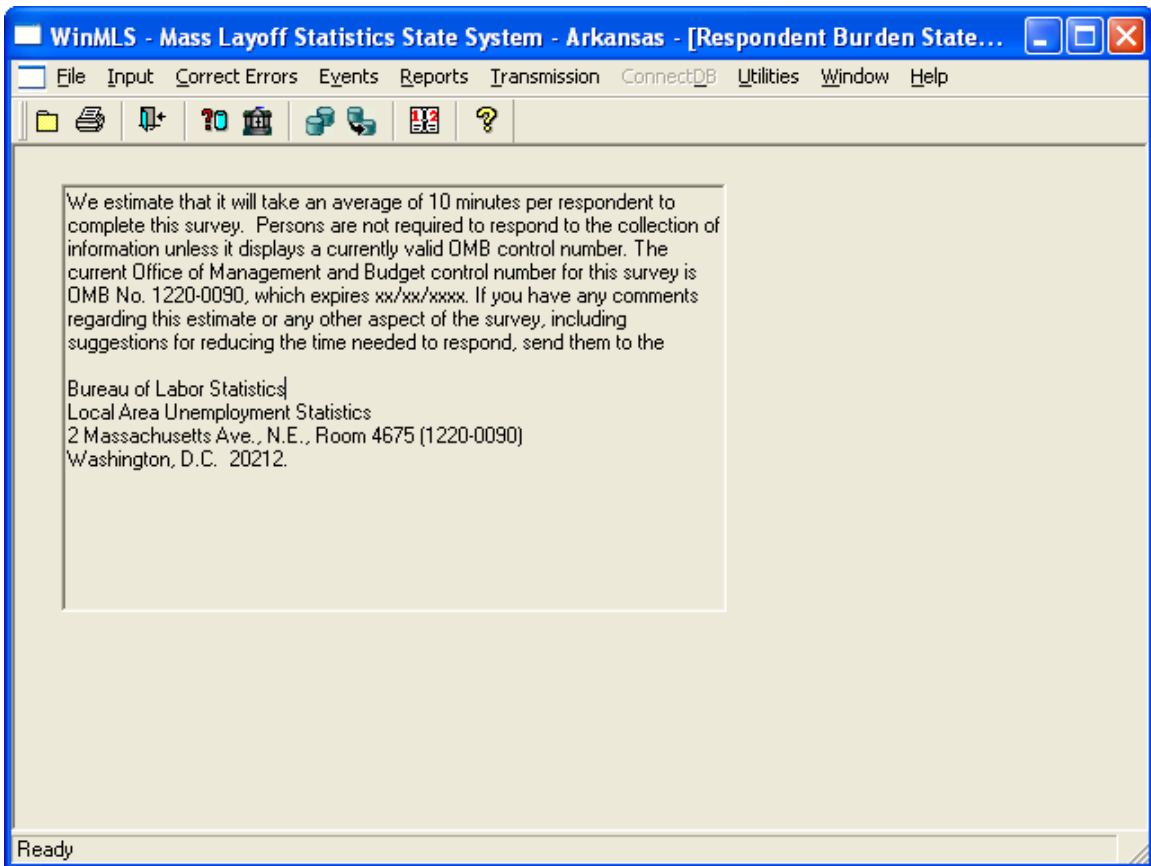 WinMLS - Mass Layoff Statistics State System - Arkansas - [Respondent Burden State...
File Input Correct Errors Events Reports Transmission ConnectDB Utilities Window Help
We estimate that it will take an average of 10 minutes per respondent to
complete this survey.  Persons are not required to respond to the collection of
information unless it displays a currently valid OMB control number. The
current Office of Management and Budget control number for this survey is
OMB No. 1220-0090, which expires xx/xx/xxxx. If you have any comments
regarding this estimate or any other aspect of the survey, including
suggestions for reducing the time needed to respond, send them to the
Bureau of Labor Statistics
Local Area Unemployment Statistics
2 Massachusetts Ave., N.E., Room 4675 (1220-0090)
Washington, D.C.  20212.
Ready